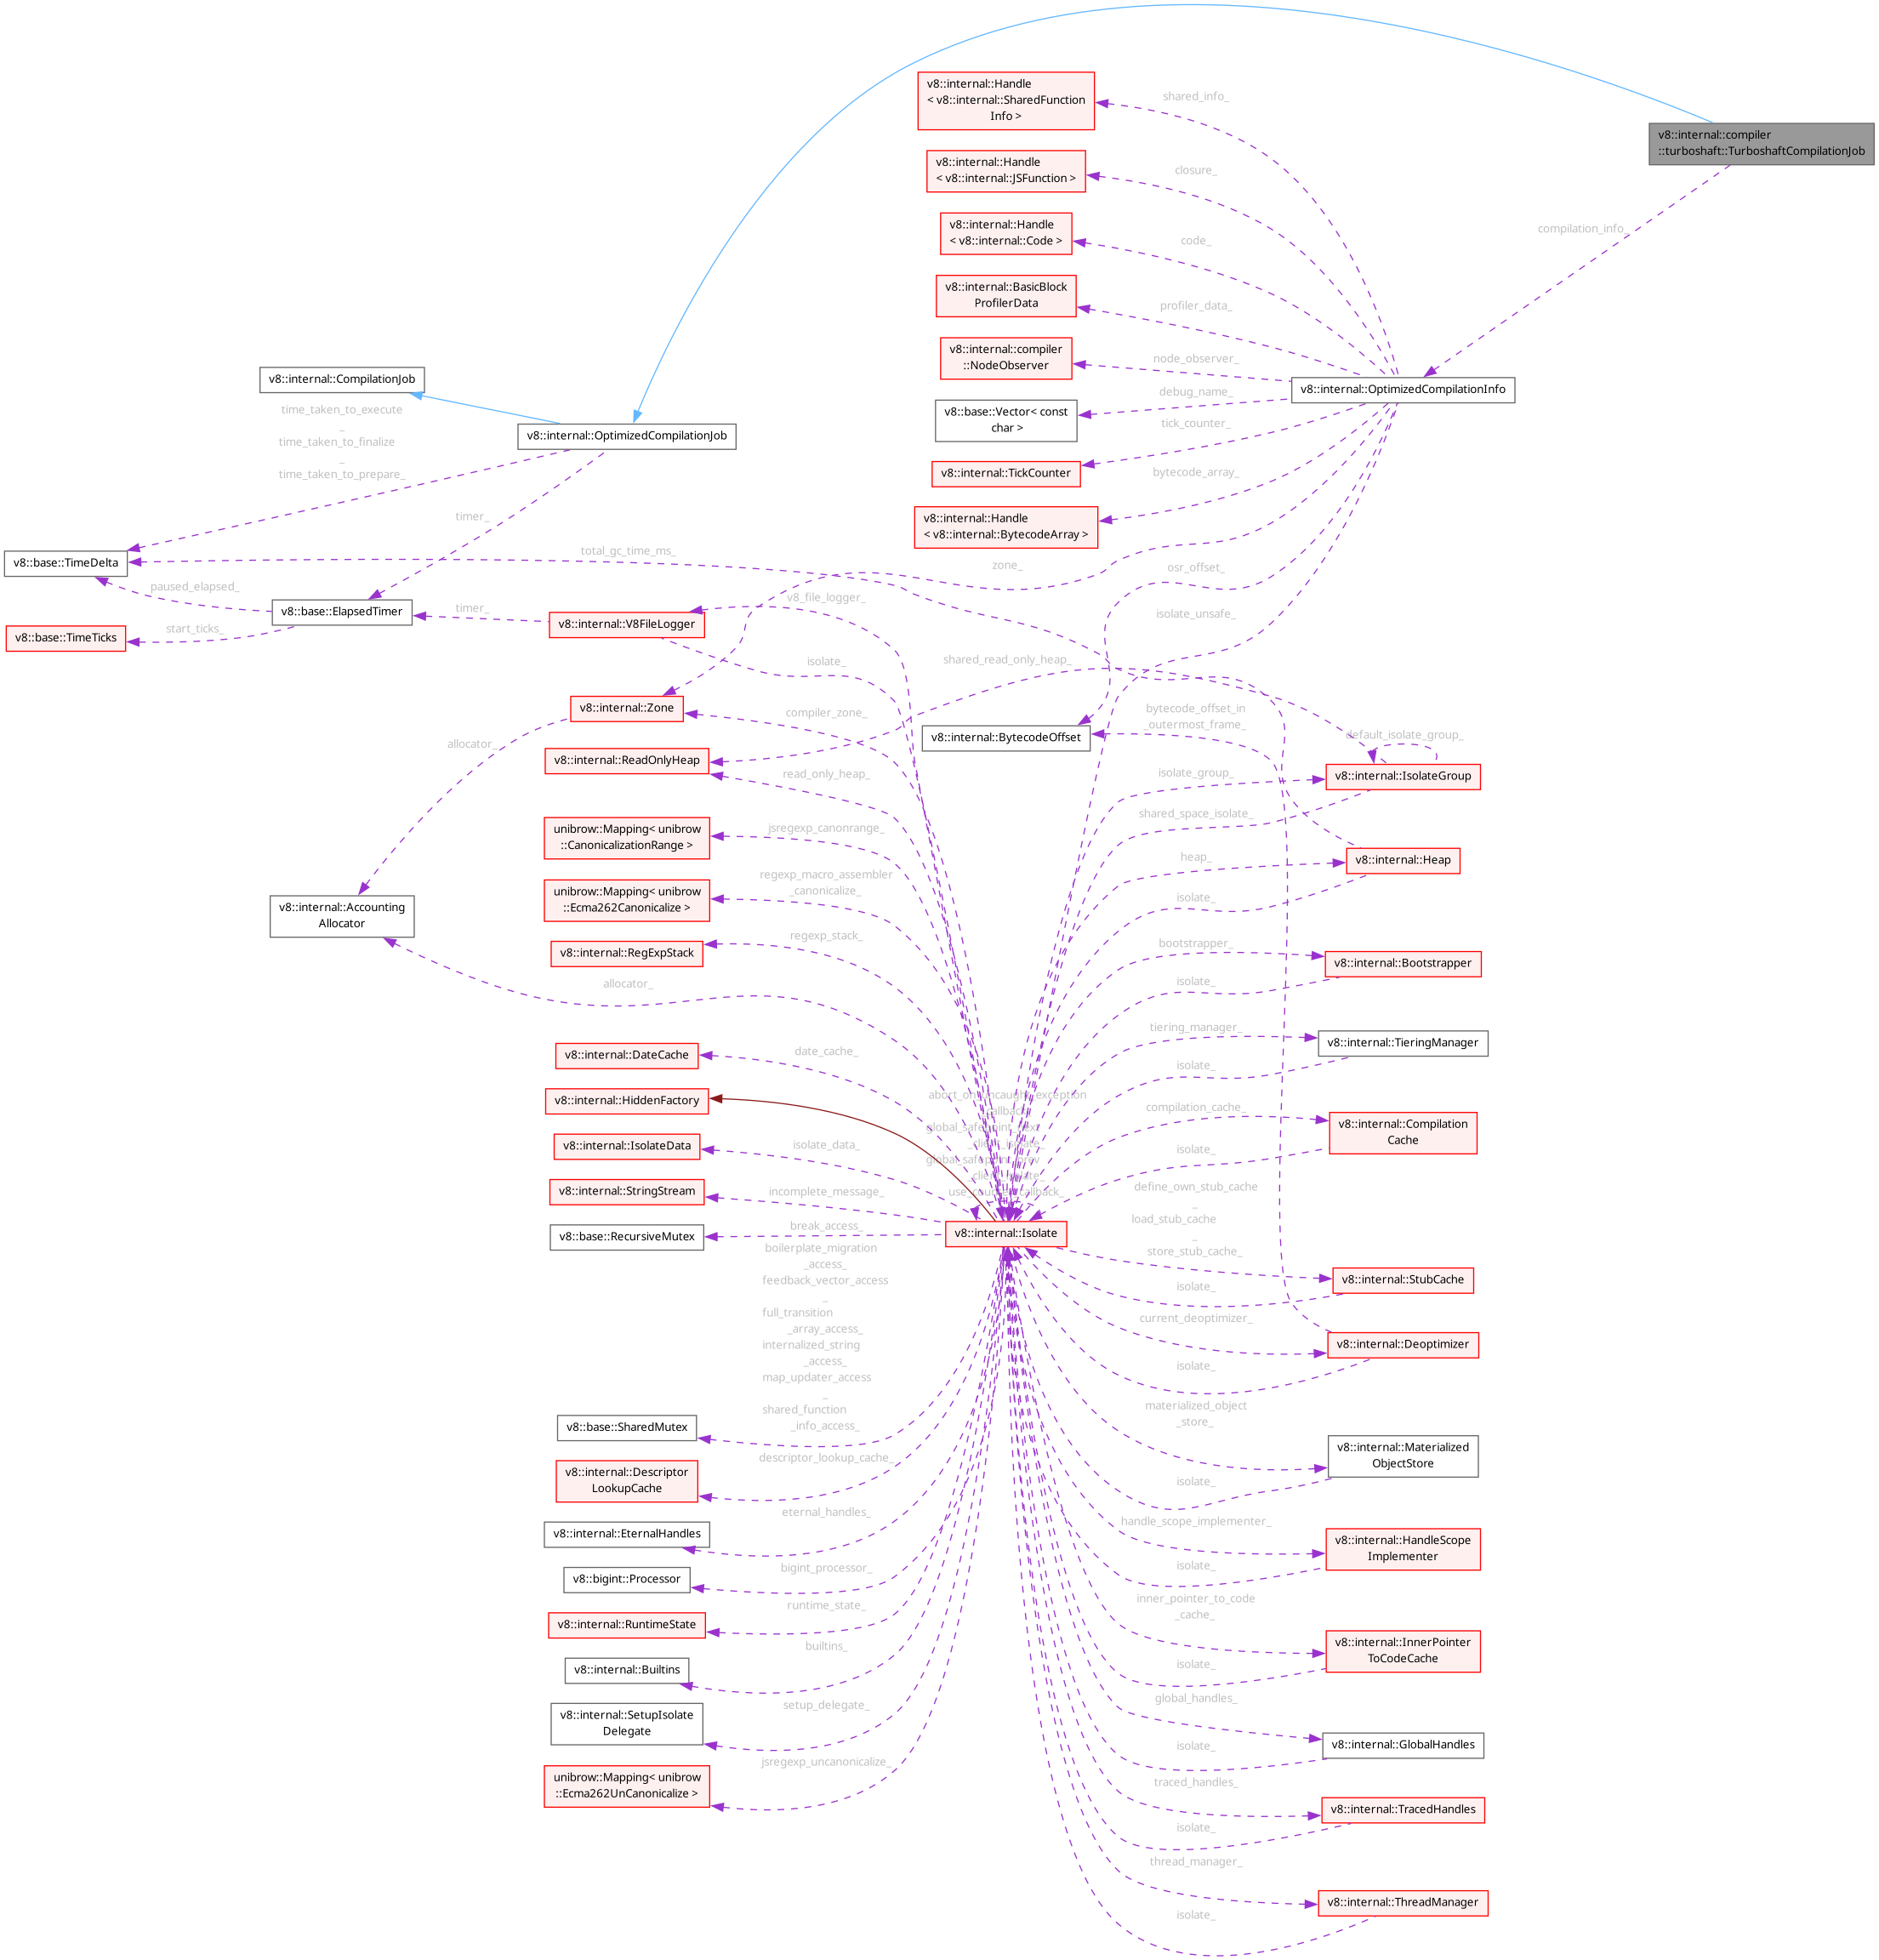 v8::internal::Handle
< v8::internal::SharedFunction
Info >
shared_info_
v8::internal::compiler
::turboshaft::TurboshaftCompilationJob
v8::internal::Handle
< v8::internal::JSFunction >
closure_
v8::internal::Handle
< v8::internal::Code >
code_
compilation_info_
v8::internal::BasicBlock
ProfilerData
profiler_data_
v8::internal::compiler
::NodeObserver
node_observer_
v8::internal::OptimizedCompilationInfo
v8::internal::CompilationJob
v8::base::Vector< const
char >
debug_name_
time_taken_to_execute
_
time_taken_to_finalize
_
time_taken_to_prepare_
v8::internal::OptimizedCompilationJob
tick_counter_
v8::internal::TickCounter
bytecode_array_
v8::internal::Handle
< v8::internal::BytecodeArray >
timer_
v8::base::TimeDelta
total_gc_time_ms_
zone_
osr_offset_
paused_elapsed_
v8::base::ElapsedTimer
timer_
v8_file_logger_
isolate_unsafe_
start_ticks_
v8::base::TimeTicks
v8::internal::V8FileLogger
isolate_
shared_read_only_heap_
v8::internal::Zone
compiler_zone_
bytecode_offset_in
_outermost_frame_
v8::internal::BytecodeOffset
default_isolate_group_
allocator_
v8::internal::ReadOnlyHeap
read_only_heap_
isolate_group_
v8::internal::IsolateGroup
shared_space_isolate_
unibrow::Mapping< unibrow
::CanonicalizationRange >
jsregexp_canonrange_
heap_
v8::internal::Heap
isolate_
unibrow::Mapping< unibrow
::Ecma262Canonicalize >
regexp_macro_assembler
_canonicalize_
v8::internal::Accounting
Allocator
v8::internal::RegExpStack
regexp_stack_
bootstrapper_
v8::internal::Bootstrapper
isolate_
allocator_
tiering_manager_
v8::internal::TieringManager
isolate_
v8::internal::DateCache
date_cache_
v8::internal::HiddenFactory
abort_on_uncaught_exception
_callback_
global_safepoint_next
_client_isolate_
global_safepoint_prev
_client_isolate_
use_counter_callback_
compilation_cache_
v8::internal::Compilation
Cache
isolate_
v8::internal::IsolateData
isolate_data_
v8::internal::StringStream
incomplete_message_
define_own_stub_cache
_
load_stub_cache
_
store_stub_cache_
v8::base::RecursiveMutex
break_access_
v8::internal::Isolate
boilerplate_migration
_access_
feedback_vector_access
_
full_transition
_array_access_
internalized_string
_access_
map_updater_access
_
shared_function
_info_access_
v8::internal::StubCache
isolate_
current_deoptimizer_
v8::internal::Deoptimizer
isolate_
v8::base::SharedMutex
materialized_object
_store_
v8::internal::Materialized
ObjectStore
isolate_
v8::internal::Descriptor
LookupCache
descriptor_lookup_cache_
v8::internal::EternalHandles
eternal_handles_
handle_scope_implementer_
v8::internal::HandleScope
Implementer
isolate_
v8::bigint::Processor
bigint_processor_
v8::internal::RuntimeState
runtime_state_
inner_pointer_to_code
_cache_
v8::internal::InnerPointer
ToCodeCache
isolate_
v8::internal::Builtins
builtins_
v8::internal::SetupIsolate
Delegate
setup_delegate_
global_handles_
v8::internal::GlobalHandles
isolate_
unibrow::Mapping< unibrow
::Ecma262UnCanonicalize >
jsregexp_uncanonicalize_
traced_handles_
v8::internal::TracedHandles
isolate_
thread_manager_
v8::internal::ThreadManager
isolate_